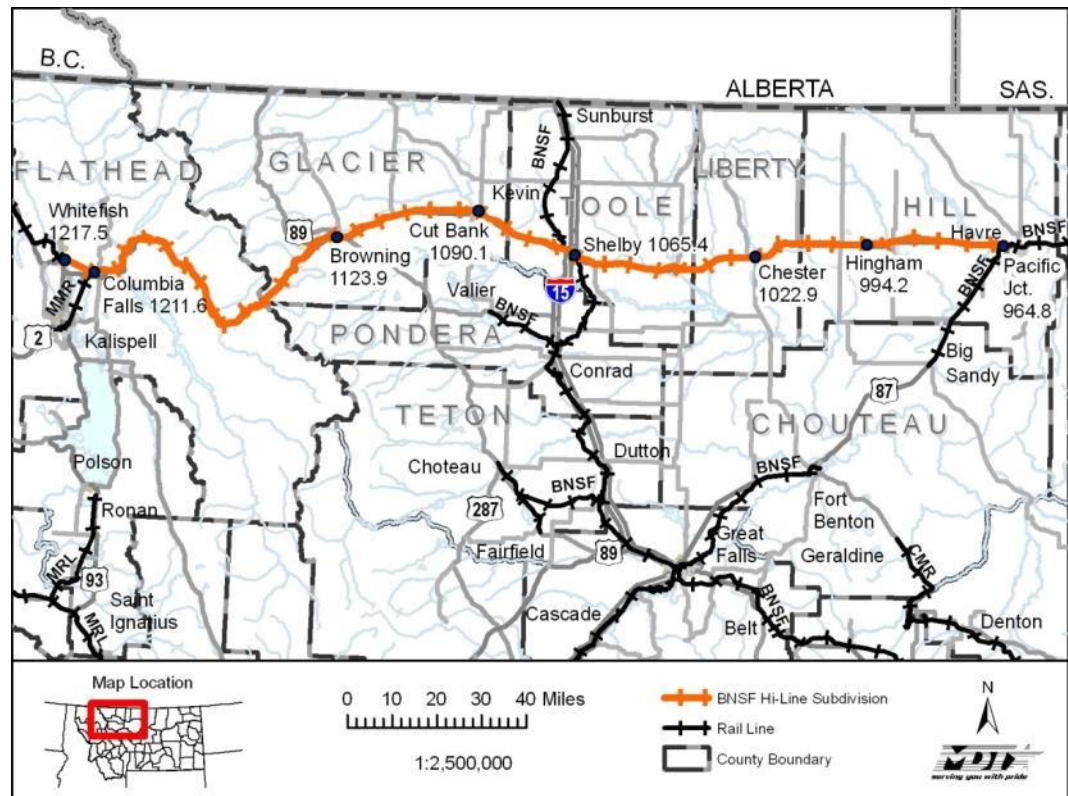 B.C.
ALBERTA
SAS.
Sunburst
BNSF
FLATHEAD
GLACIER
Kevin
TOOLE
LIBERTY
HILL
Whitefish
1217.5
89
Browning
1123.9
Cut Bank
1090.1
Shelby 1065.4
Chester
1022.9
Hingham
994.2
Havre
BNSF
Pacific
Jct.
964.8
BNSF
Columbia
Falls 1211.6
MMR
2
Kalispell
Valier
BNSF
15
PONDERA
Conrad
Big
Sandy
87
TETON
CHOUTEAU
Polson
Choteau
Dutton
BNSF
BNSF
Ronan
287
Fort
Benton
Fairfield
89
Great
Falls
Geraldine
CMR
MRL
93
Saint
Ignatius
MRL
Cascade
Belt
BNSF
Denton
Map Location
0 10 20 30 40 Miles
1:2,500,000
BNSF Hi-Line Subdivision
Rail Line
County Boundary
N
MDT
serving you with pride